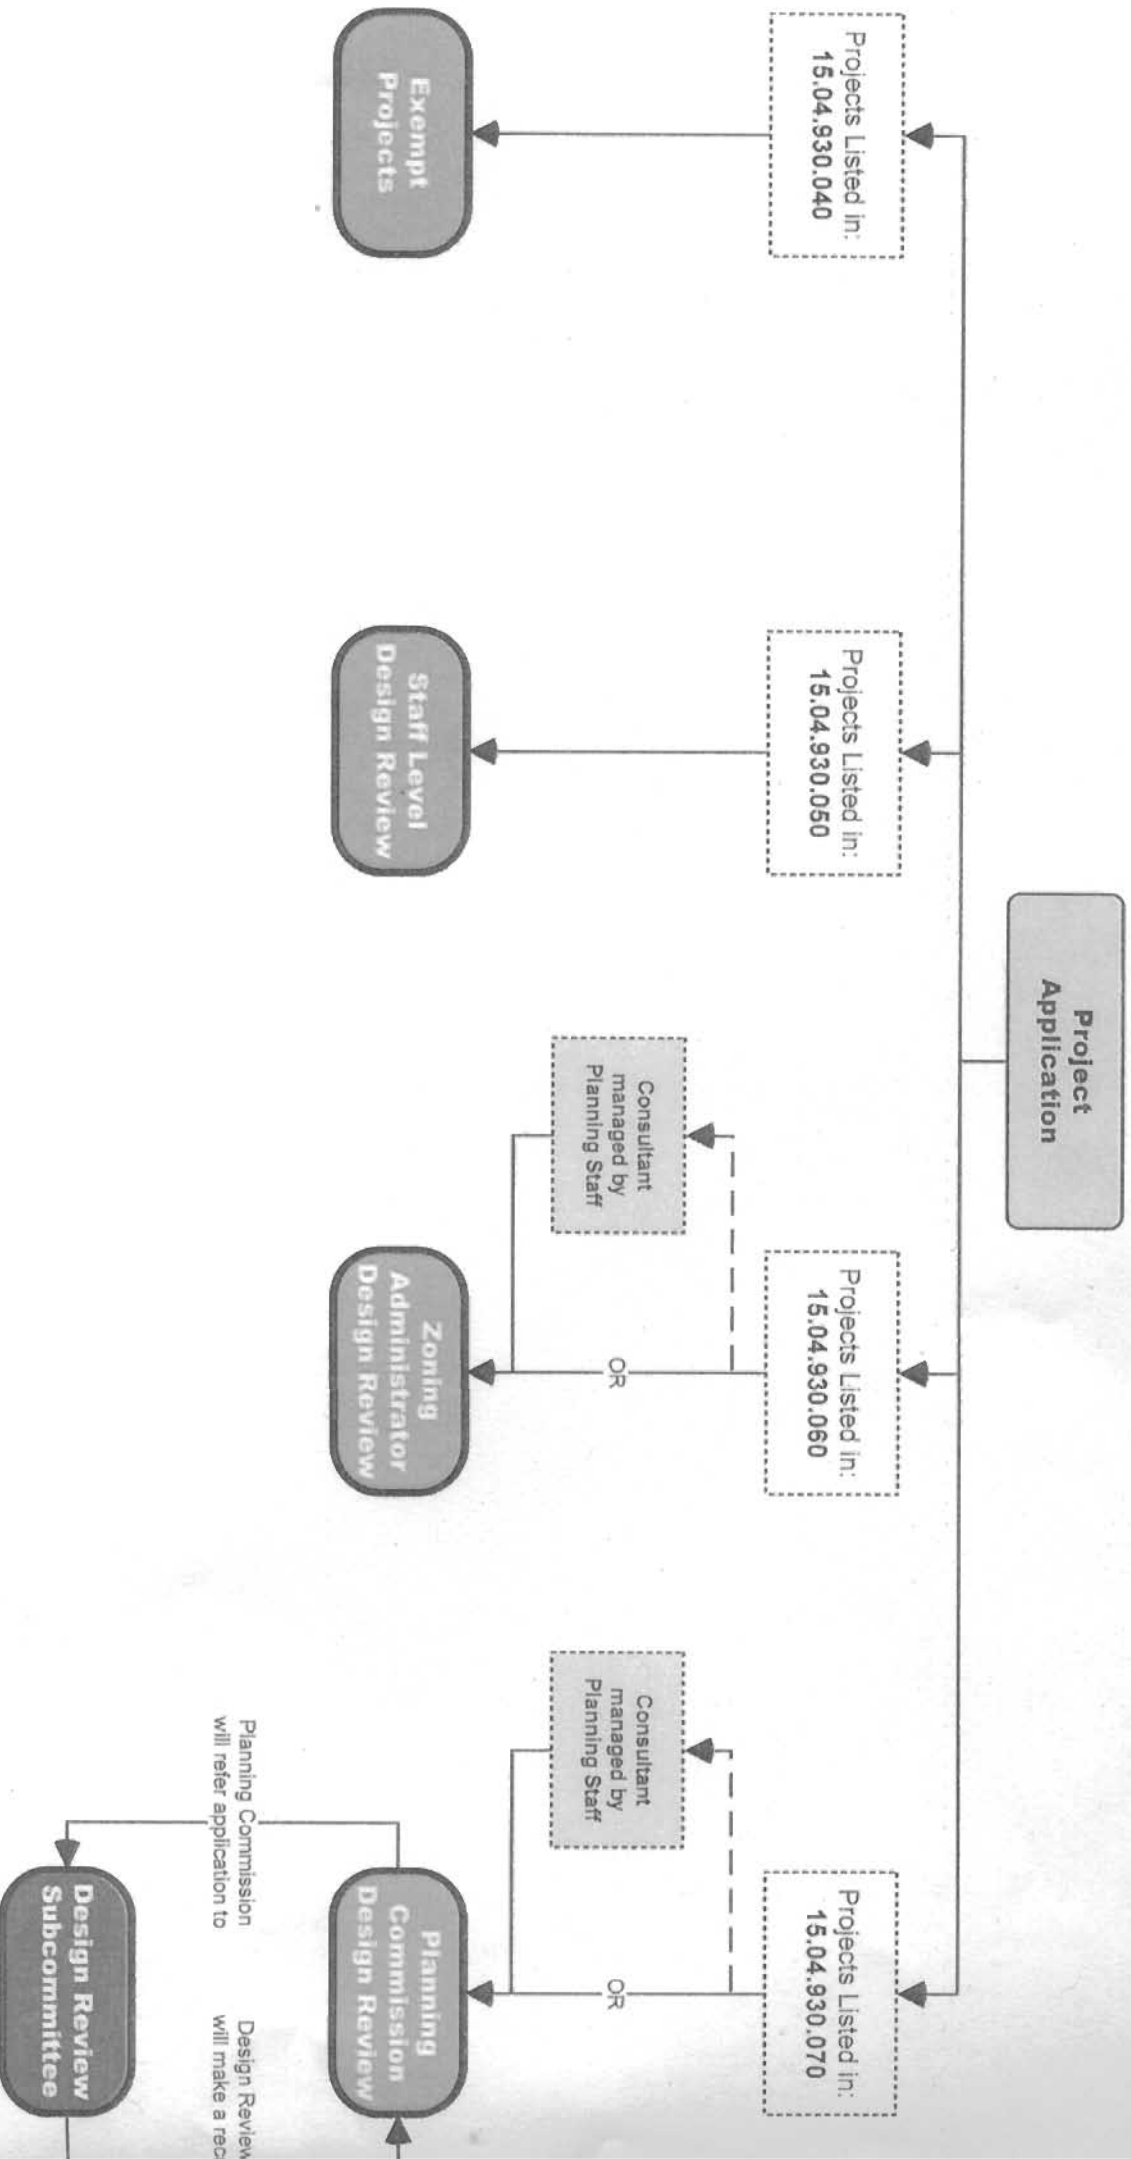 Project
Application
Projects Listed in:
15.04.930.040
Projects Listed in:
15.04.930.050
Projects Listed in:
15.04.930.060
Projects Listed in:
15.04.930.070
Consultant
managed by
Planning Staff
OR
Consultant
managed by
Planning Staff
OR
Exempt
Projects
Staff Level
Design Review
Zoning
Administrator
Design Review
Planning
Commission
Design Review
Planning Commission
will refer application to
Design Review
will make a rec
Design Review
Subcommittee